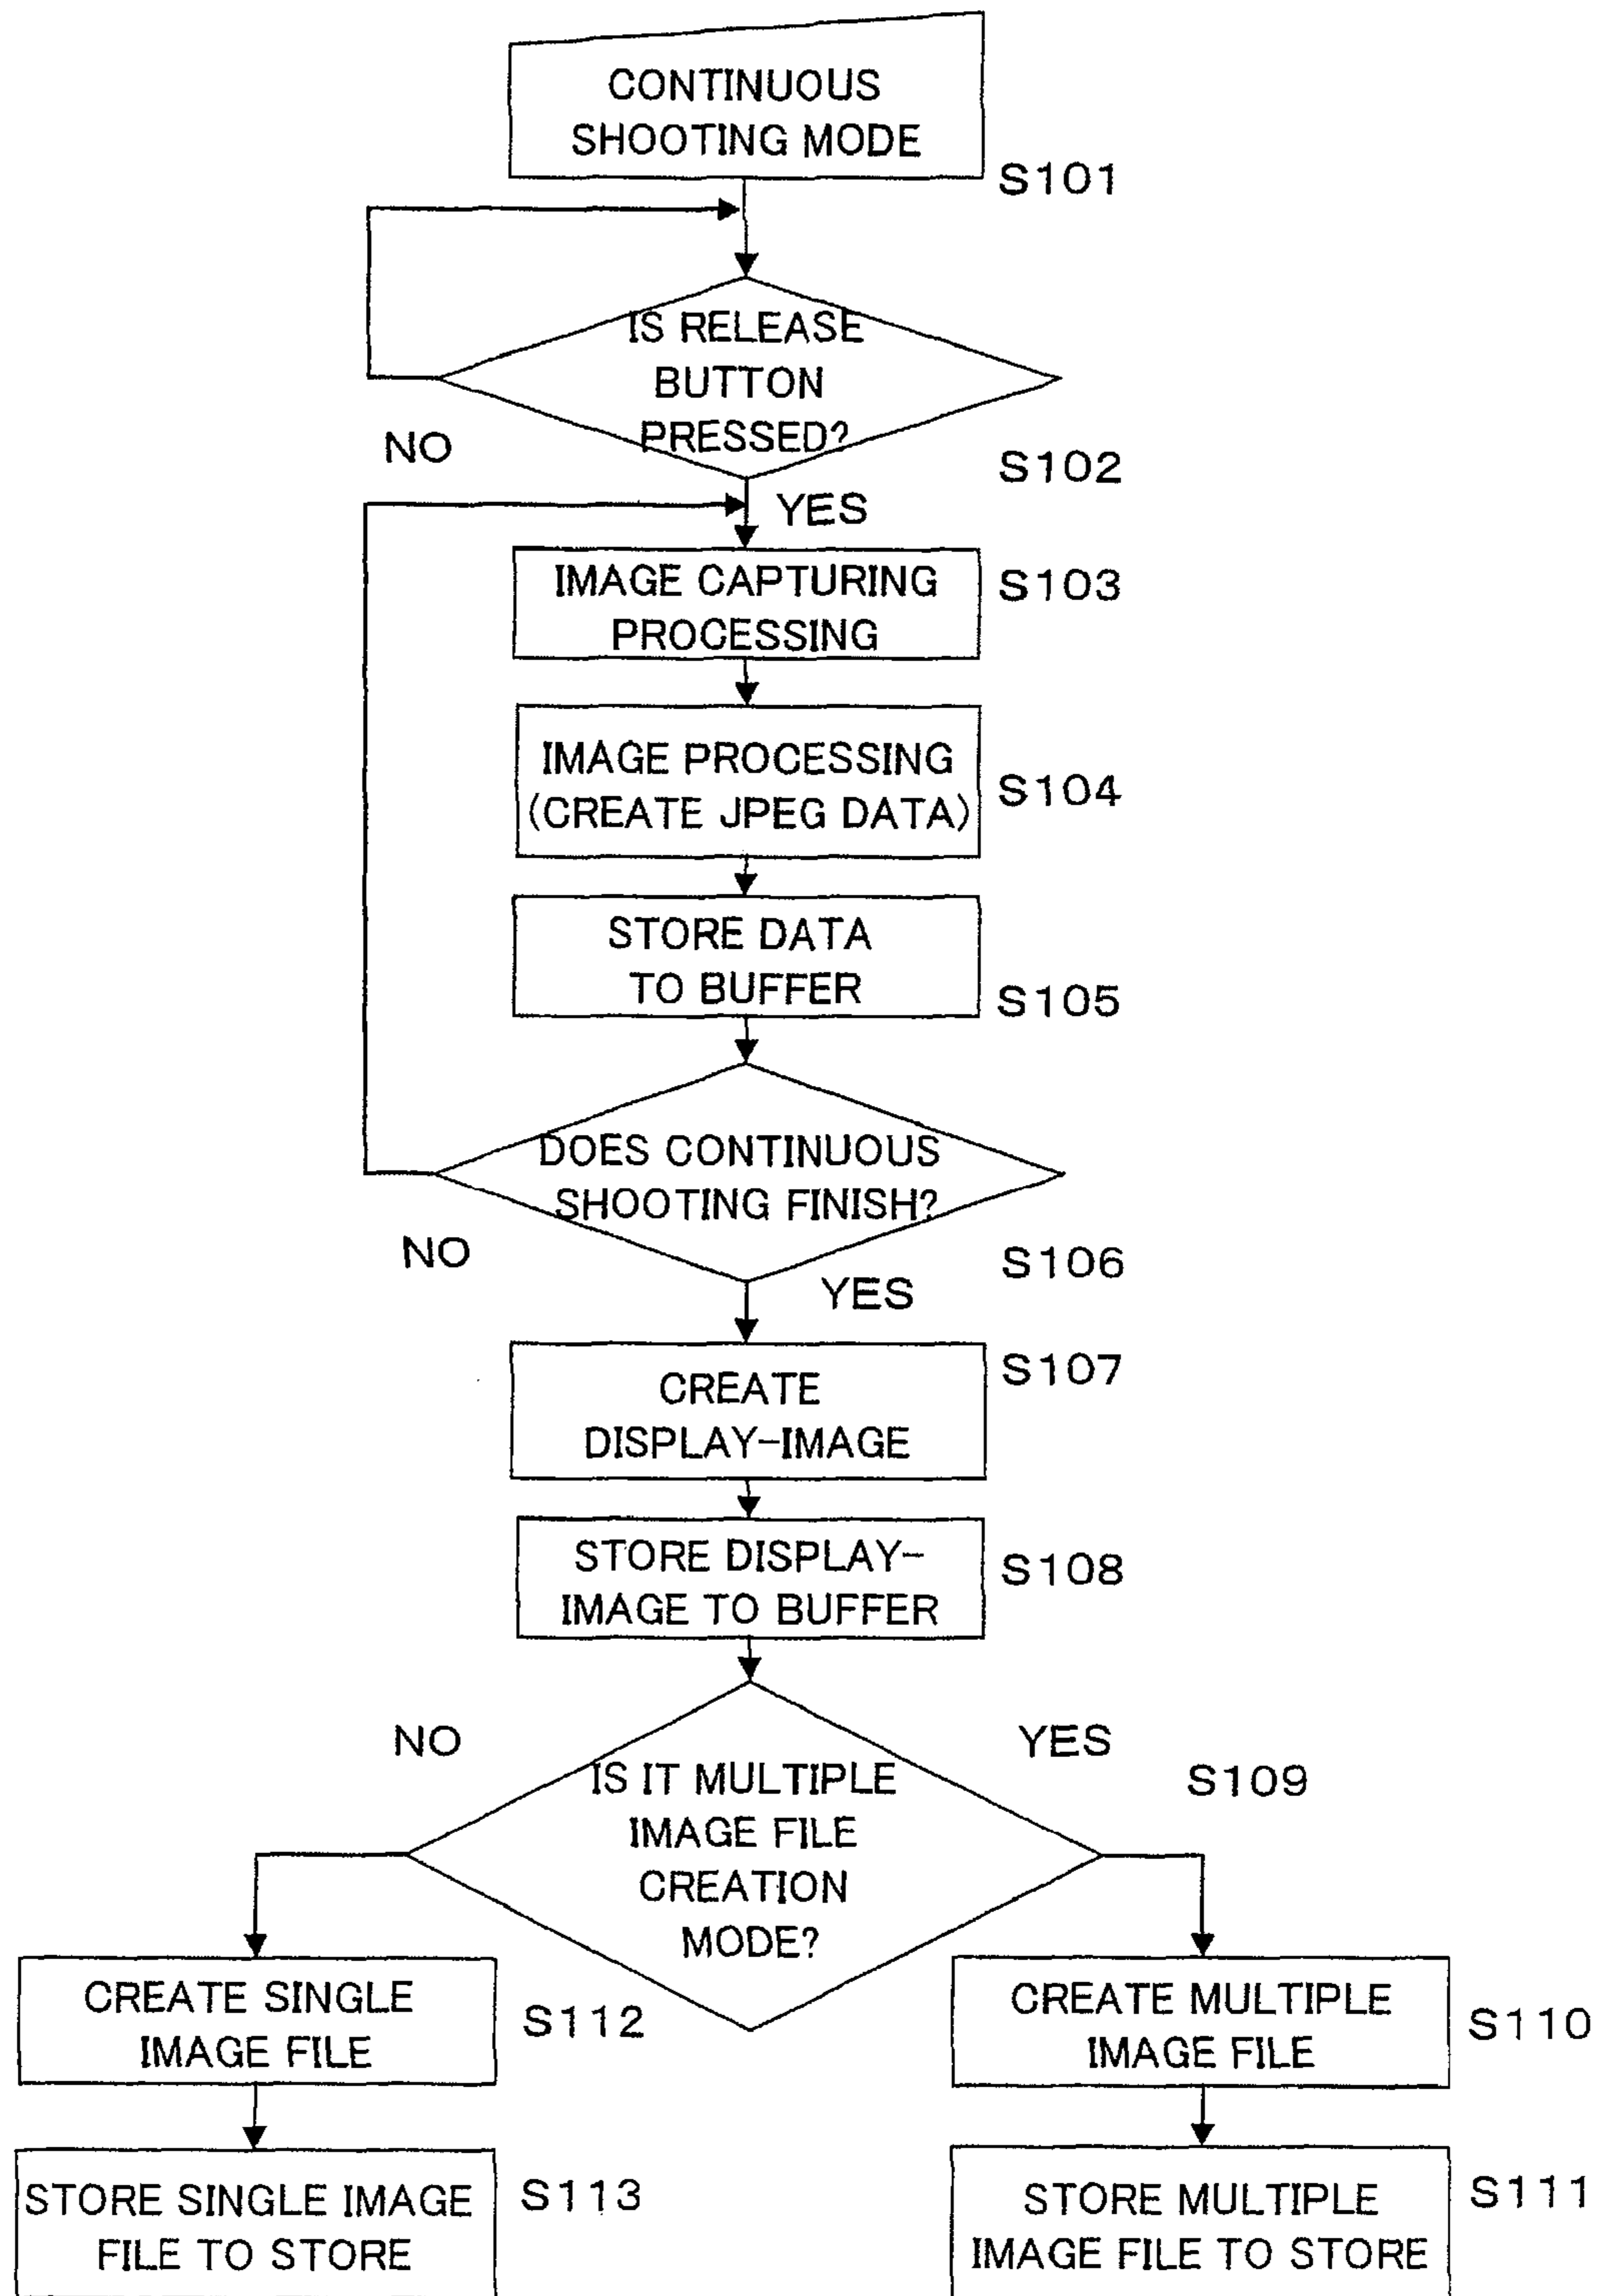 CONTINUOUS
SHOOTING MODE
S101
IS RELEASE
BUTTON
PRESSED?
NO
S102
YES
IMAGE CAPTURING
PROCESSING
S103
IMAGE PROCESSING
(CREATE JPEG DATA)
S104
STORE DATA
TO BUFFER
S105
DOES CONTINUOUS
SHOOTING FINISH?
NO
S106
YES
CREATE
DISPLAY-IMAGE
S107
STORE DISPLAY-
IMAGE TO BUFFER
S108
NO
YES
IS IT MULTIPLE
IMAGE FILE
CREATION
MODE?
S109
CREATE SINGLE
IMAGE FILE
S112
CREATE MULTIPLE
IMAGE FILE
S110
STORE SINGLE IMAGE
FILE TO STORE
S113
STORE MULTIPLE
IMAGE FILE TO STORE
S111